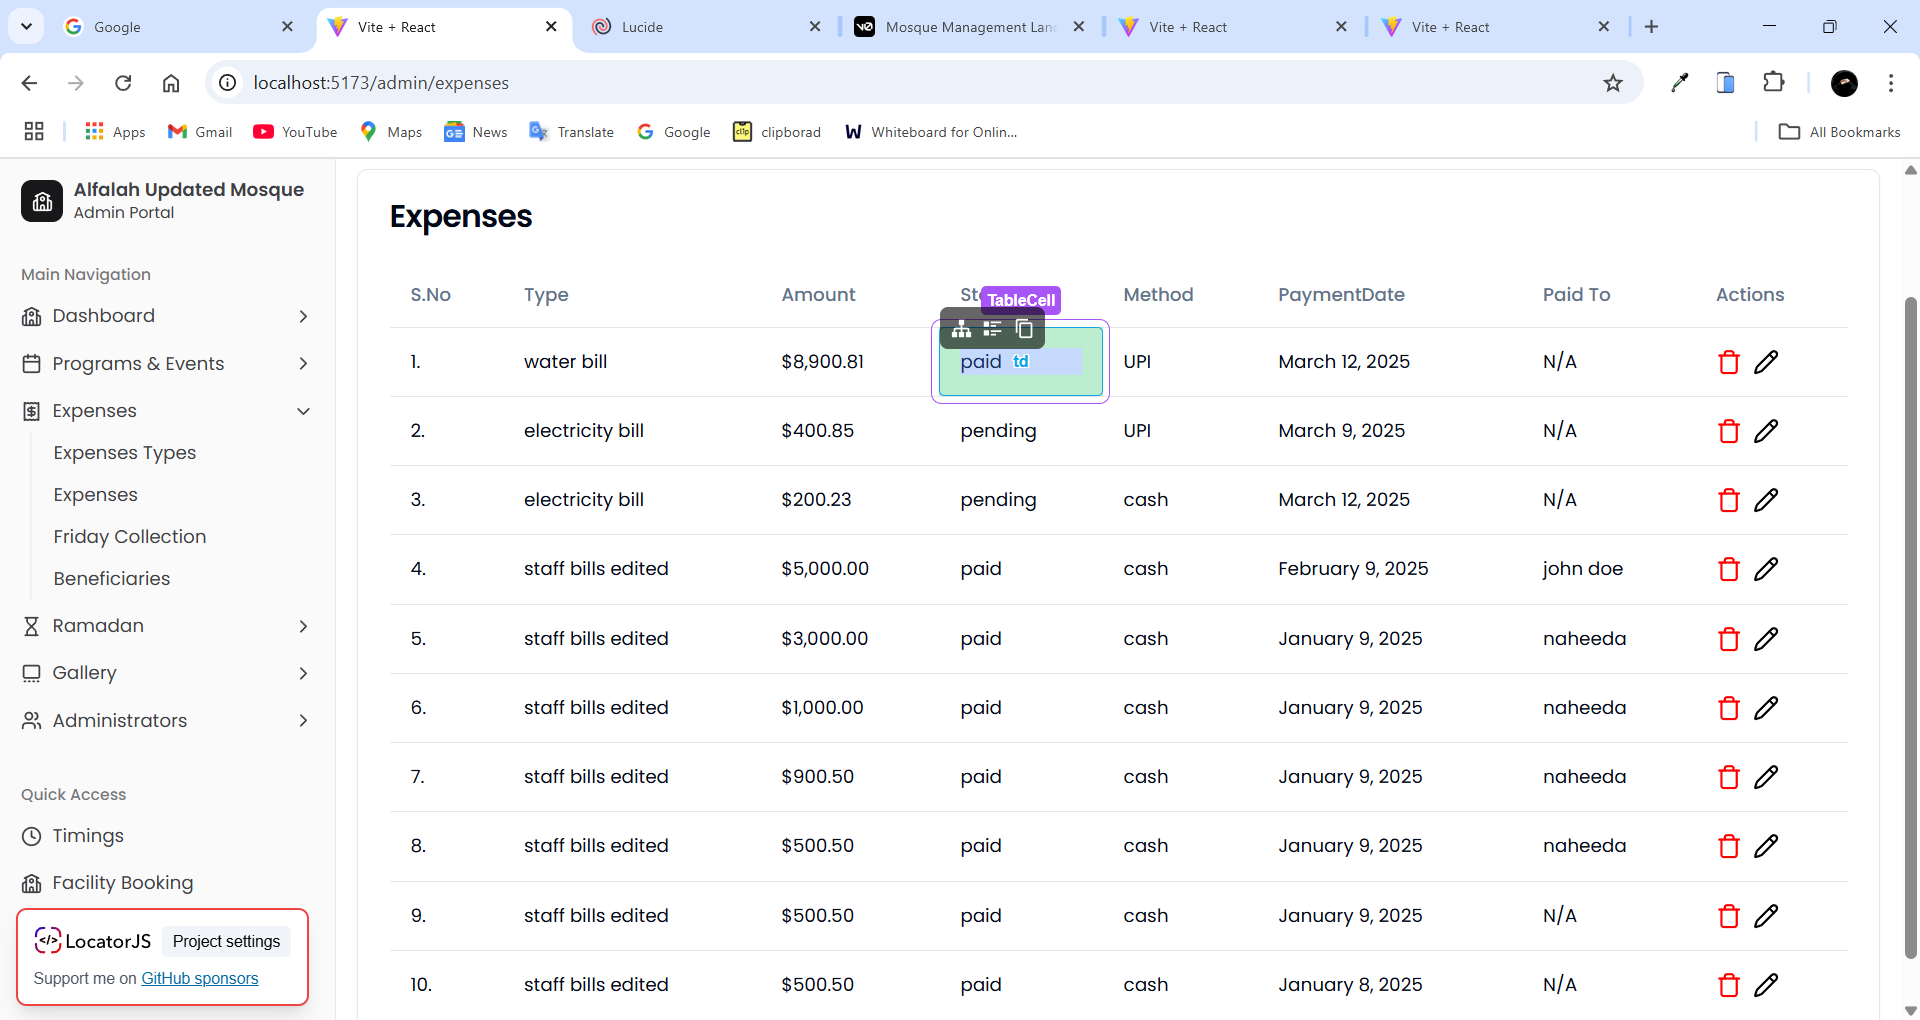 Google
Vite + React
Lucide
Mosque Management Lan
Vite + React
Vite + React
localhost:5173/admin/expenses
Apps
Gmail
YouTube
Maps
News
Translate
Google
clipborad
Whiteboard for Onlin...
All Bookmarks
Alfalah Updated Mosque
Admin Portal
Main Navigation
Dashboard
Programs & Events
Expenses
Expenses Types
Expenses
Friday Collection
Beneficiaries
Ramadan
Gallery
Administrators
Quick Access
Timings
Facility Booking
LocatorJS Project settings
Support me on GitHub sponsors
Expenses
S.No Type Amount St Method PaymentDate Paid To Actions
TableCell
1. water bill $8,900.81 paid td UPI March 12, 2025 N/A
2. electricity bill $400.85 pending UPI March 9, 2025 N/A
3. electricity bill $200.23 pending cash March 12, 2025 N/A
4. staff bills edited $5,000.00 paid cash February 9, 2025 john doe
5. staff bills edited $3,000.00 paid cash January 9, 2025 naheeda
6. staff bills edited $1,000.00 paid cash January 9, 2025 naheeda
7. staff bills edited $900.50 paid cash January 9, 2025 naheeda
8. staff bills edited $500.50 paid cash January 9, 2025 naheeda
9. staff bills edited $500.50 paid cash January 9, 2025 N/A
10. staff bills edited $500.50 paid cash January 8, 2025 N/A